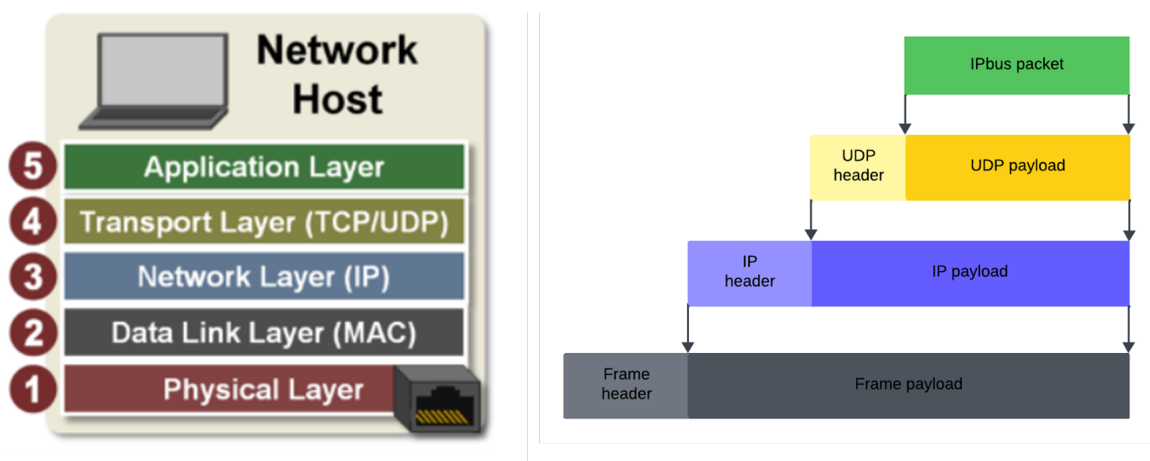 Network
Host
5
Application Layer
4
Transport Layer (TCP/UDP)
3
Network Layer (IP)
2
Data Link Layer (MAC)
1
Physical Layer
IPbus packet
UDP
header
UDP payload
IP
header
IP payload
Frame
header
Frame payload